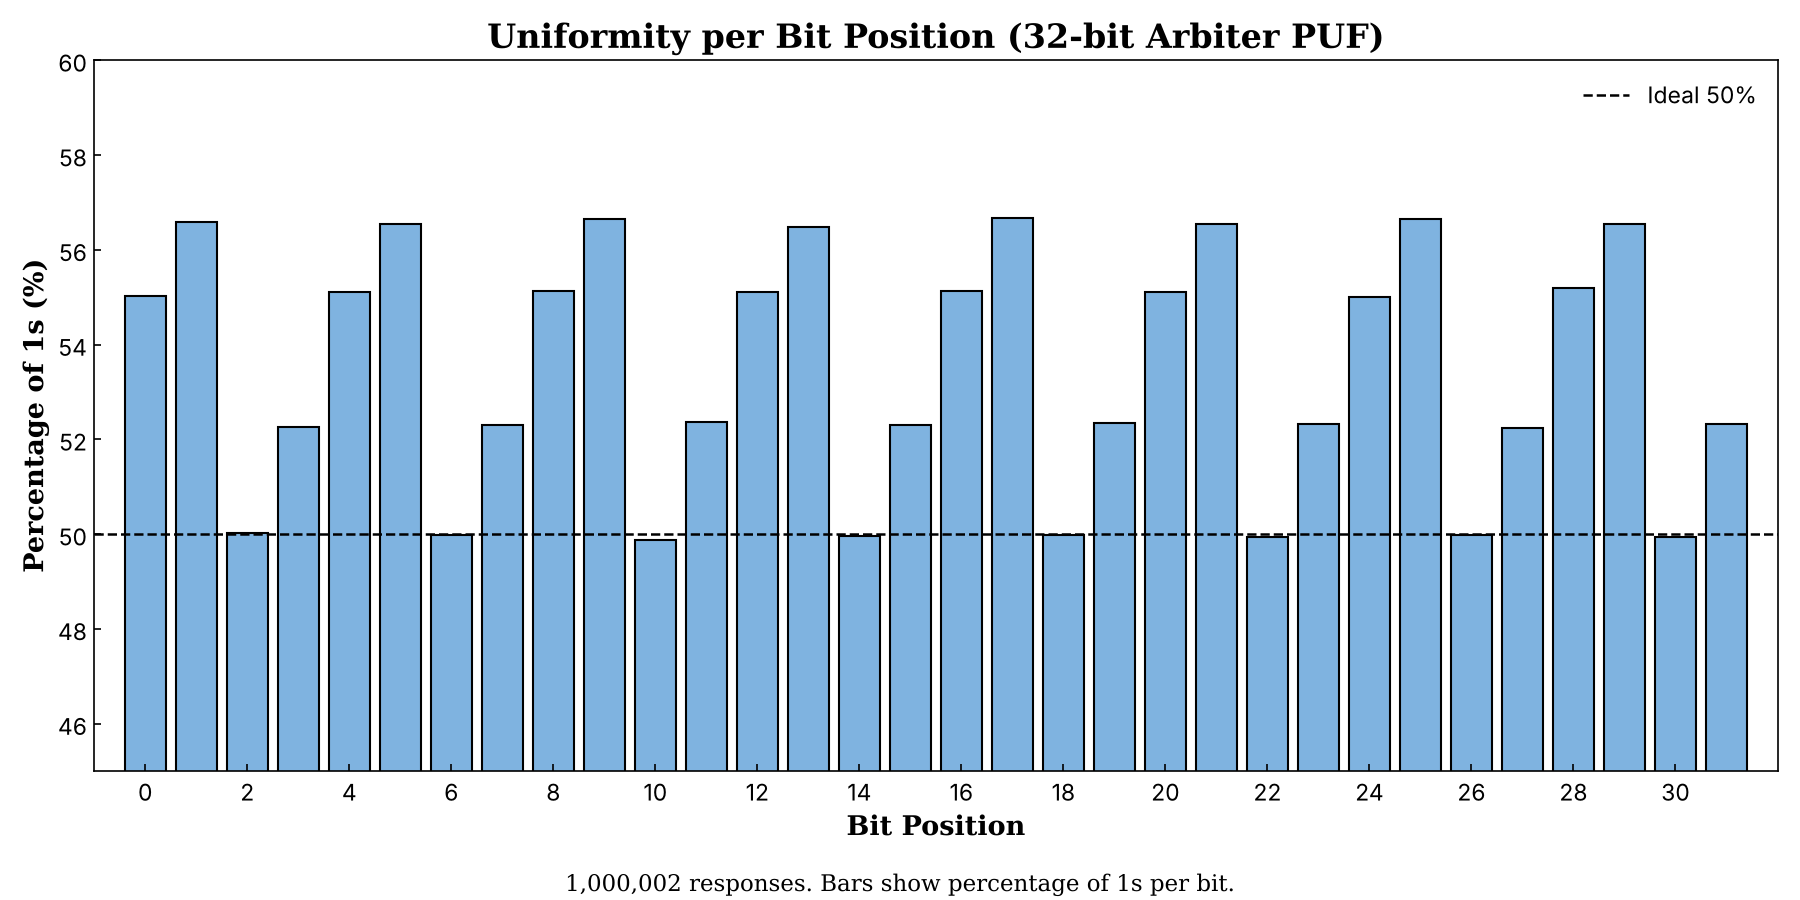 Uniformity per Bit Position (32-bit Arbiter PUF)
60
58
56
54
52
50
48
46
Percentage of 1s (%)
Ideal 50%
0 2 4 6 8 10 12 14 16 18 20 22 24 26 28 30
Bit Position
1,000,002 responses. Bars show percentage of 1s per bit.